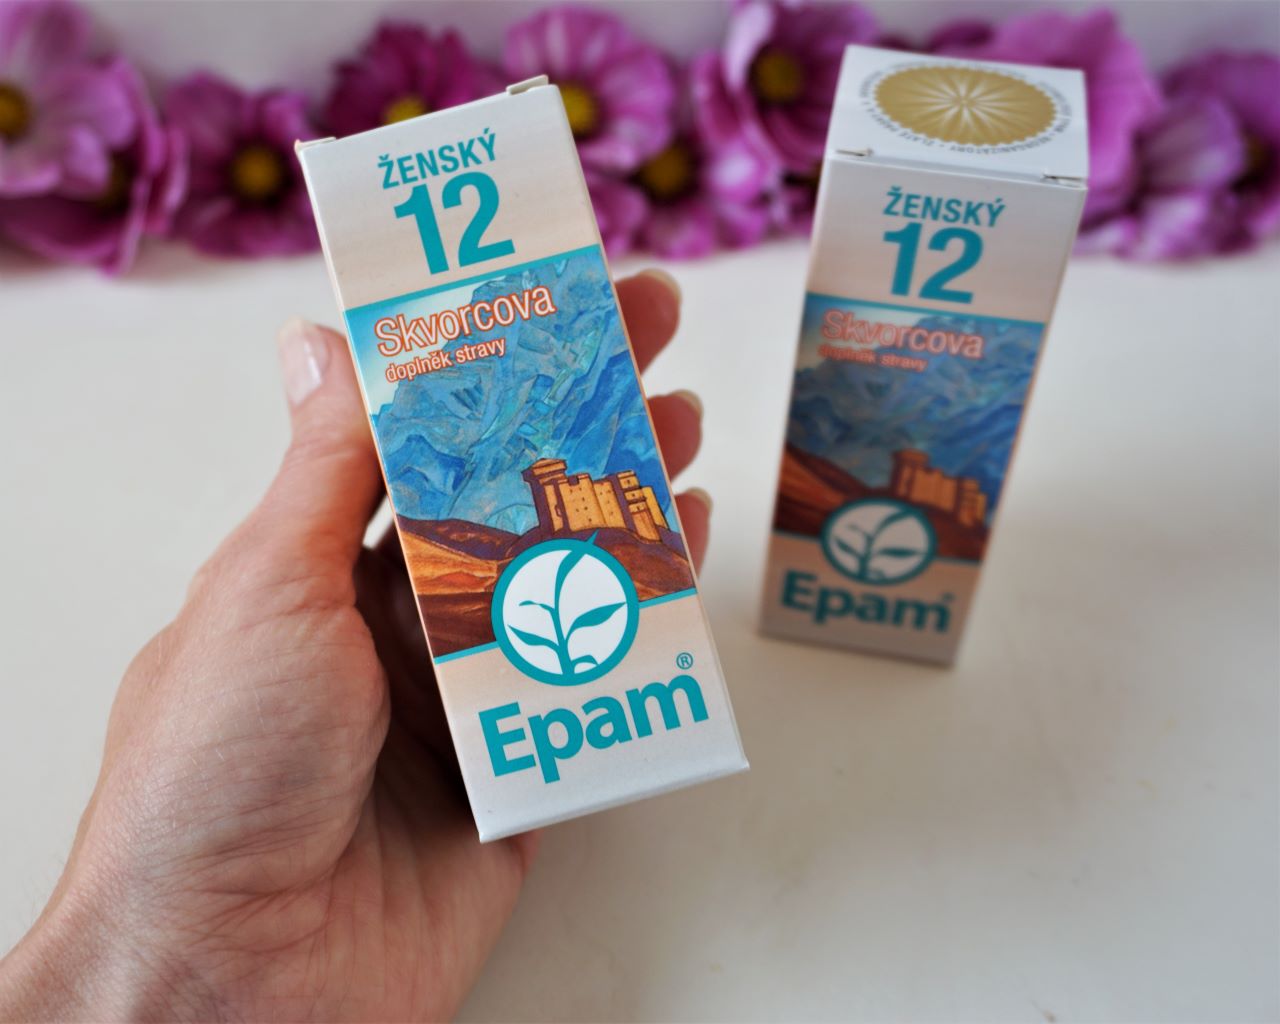 ŽENSKÝ
12
Skvorcova
doplněk stravy
Epam®
ŽENSKÝ
12
Skvorcova
doplněk stravy
Epam®